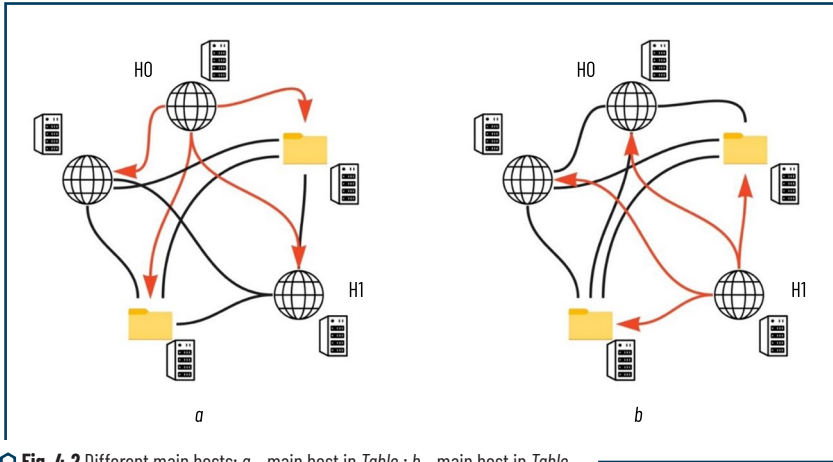 H0
H0
H1
H1
a
b
Fig. 4.2 Different main hosts: a – main host in Table ; b – main host in Table